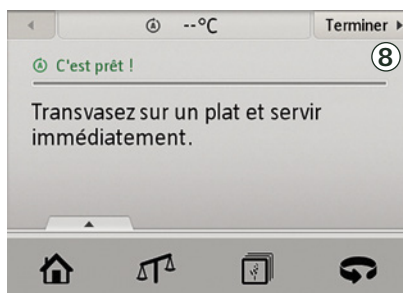 --°C
Terminer
8
C'est prêt !
Transvasez sur un plat et servir
immédiatement.